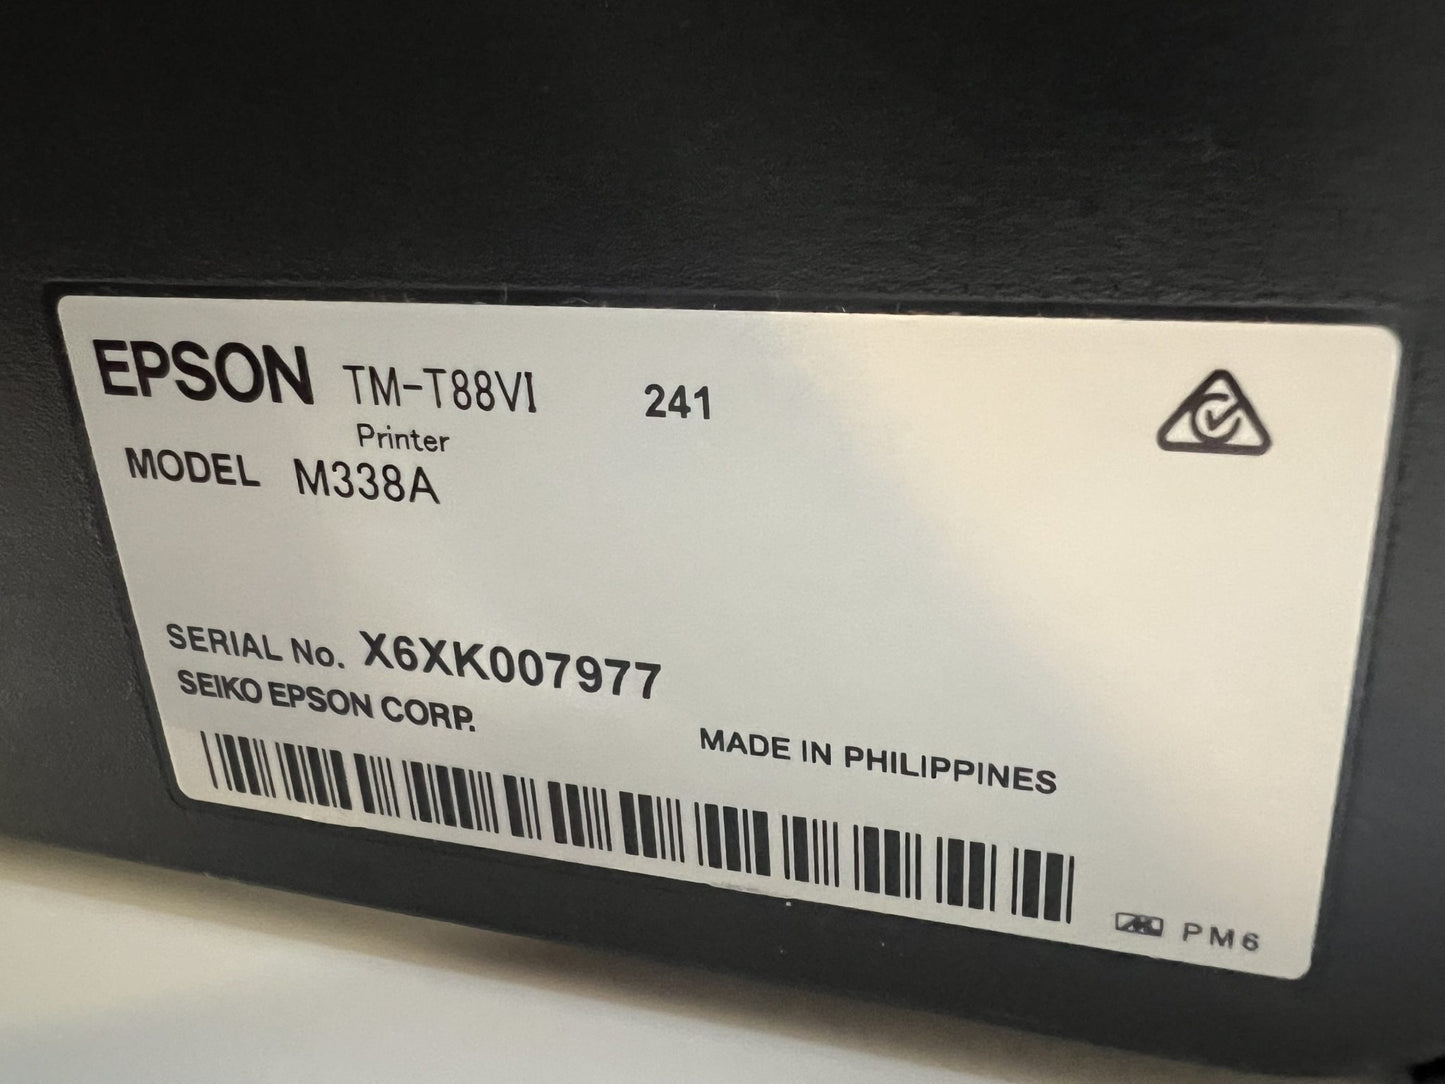 EPSON TM-T88VI 241
Printer
MODEL M338A
SERIAL No. X6XK007977
SEIKO EPSON CORP.
MADE IN PHILIPPINES
PM6